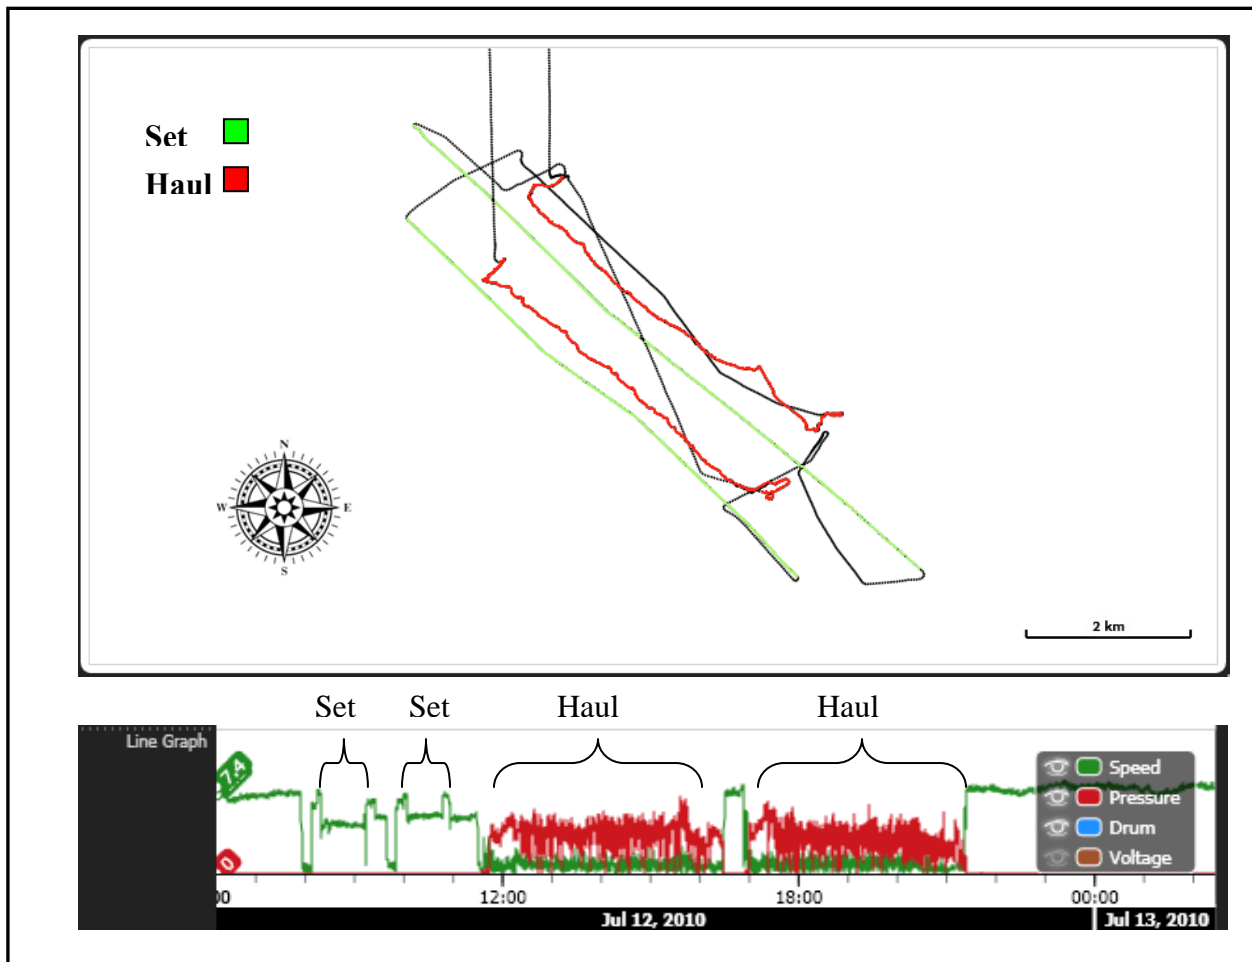 Set
Haul
N
W
E
S
2 km
Set Set Haul Haul
Line Graph
7.4
0
Speed
Pressure
Drum
Voltage
:00 12:00 18:00 00:00
Jul 12, 2010 Jul 13, 2010